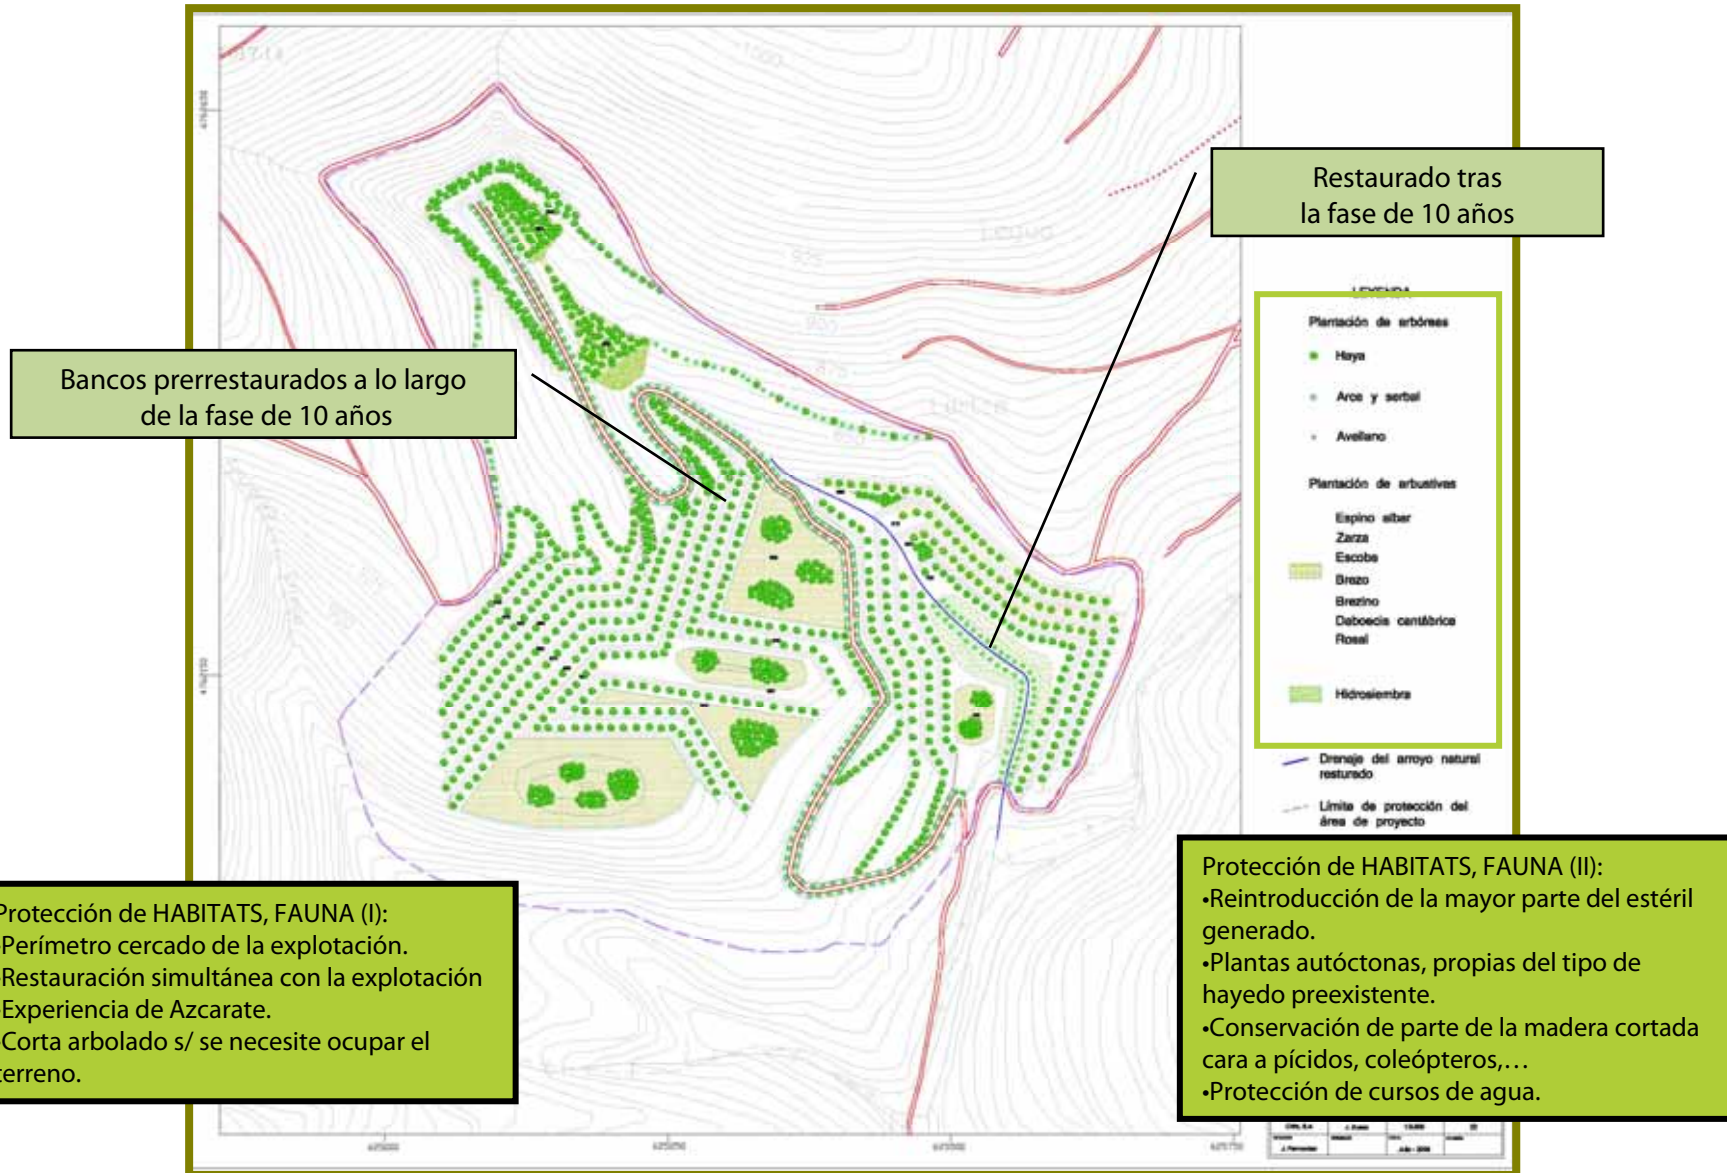 Restaurado tras
la fase de 10 años
Bancos prerrestaurados a lo largo
de la fase de 10 años
LEYENDA
Plantación de arbóreas
Haya
Arce y serbal
Avellano
Plantación de arbustivas
Espino albar
Zarza
Escoba
Brezo
Brezino
Daboecia cantábrica
Rosal
Hidrosiembra
Drenaje del arroyo natural
resturado
Límite de protección del
área de proyecto
Protección de HABITATS, FAUNA (I):
Perímetro cercado de la explotación.
Restauración simultánea con la explotación
Experiencia de Azcarate.
Corta arbolado s/ se necesite ocupar el
terreno.
Protección de HABITATS, FAUNA (II):
•Reintroducción de la mayor parte del estéril
generado.
•Plantas autóctonas, propias del tipo de
hayedo preexistente.
•Conservación de parte de la madera cortada
cara a pícidos, coleópteros,…
•Protección de cursos de agua.
625000
625250
625500
625750